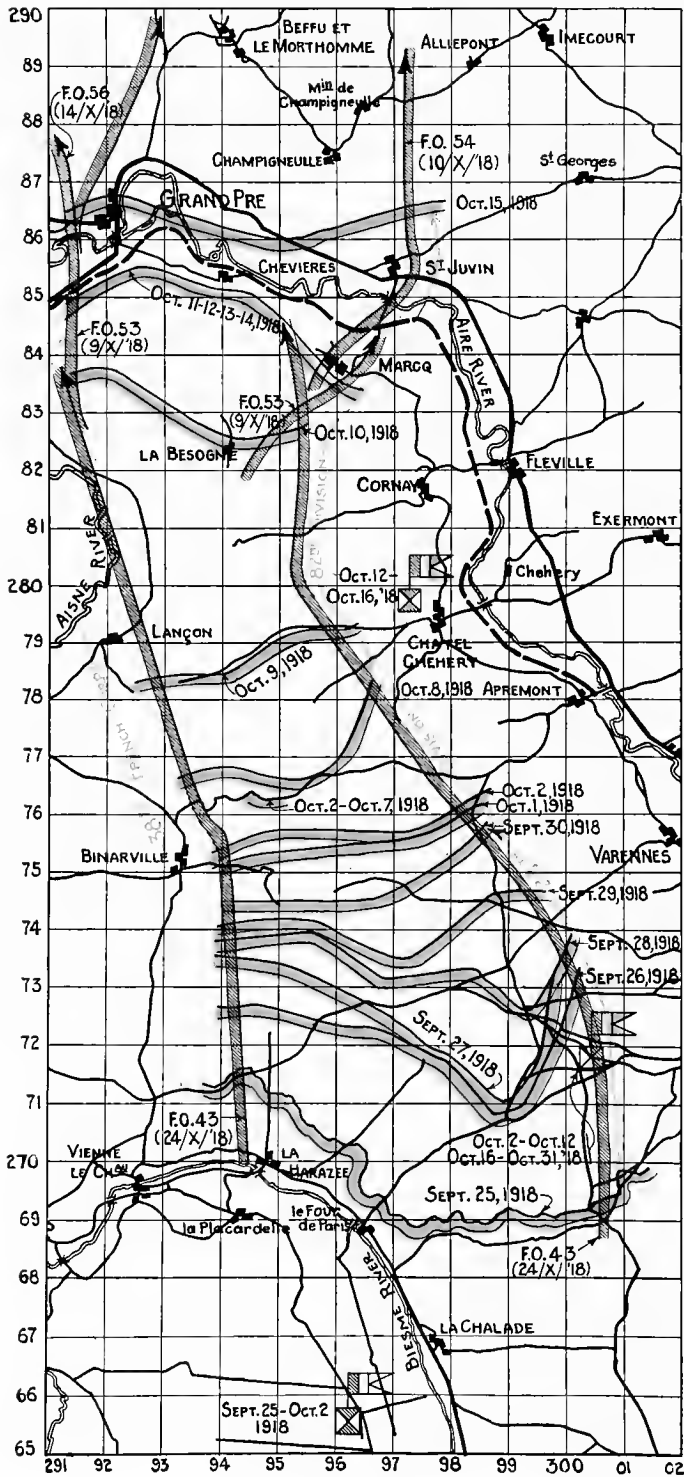 290
89
88
87
86
85
84
83
82
81
280
79
78
77
76
75
74
73
72
71
270
69
68
67
66
65
291
92
93
94
95
96
97
98
99
300
01
02
BEFFU ET
LE MORTHOMME
ALLIEPONT
IMECOURT
Min de
Champigneulle
F.O.56
(14/X/18)
F.O.54
(10/X/18)
CHAMPIGNEULLE
St Georges
GRAND PRE
OCT.15,1918
CHEVIERES
ST JUVIN
OCT. 11-12-13-14,1918
AIRE RIVER
F.O.53
(9/X/'18)
MARCQ
F.O.53
(9/X/'18)
OCT.10,1918
LA BESOGNE
FLEVILLE
CORNAY
82ND DIVISION
EXERMONT
AISNE RIVER
Chehery
OCT.12-
OCT.16,'18
LANÇON
CHATEL
CHEHERY
OCT.9,1918
OCT.8,1918
APREMONT
FRENCH
OCT.2-OCT.7,1918
OCT.2,1918
OCT.1,1918
SEPT.30,1918
BINARVILLE
VARENNES
SEPT.29,1918
SEPT.28,1918
SEPT.26,1918
SEPT.27,1918
F.O.43
(24/X/'18)
OCT.2-OCT.12
OCT.16-OCT.31,'18
VIENNE
LE Chau
LA
HARAZÉE
SEPT.25,1918
la Placardelle
le Four
de Paris
F.O.43
(24/X/'18)
BIESME RIVER
LA CHALADE
SEPT.25-OCT.2
1918